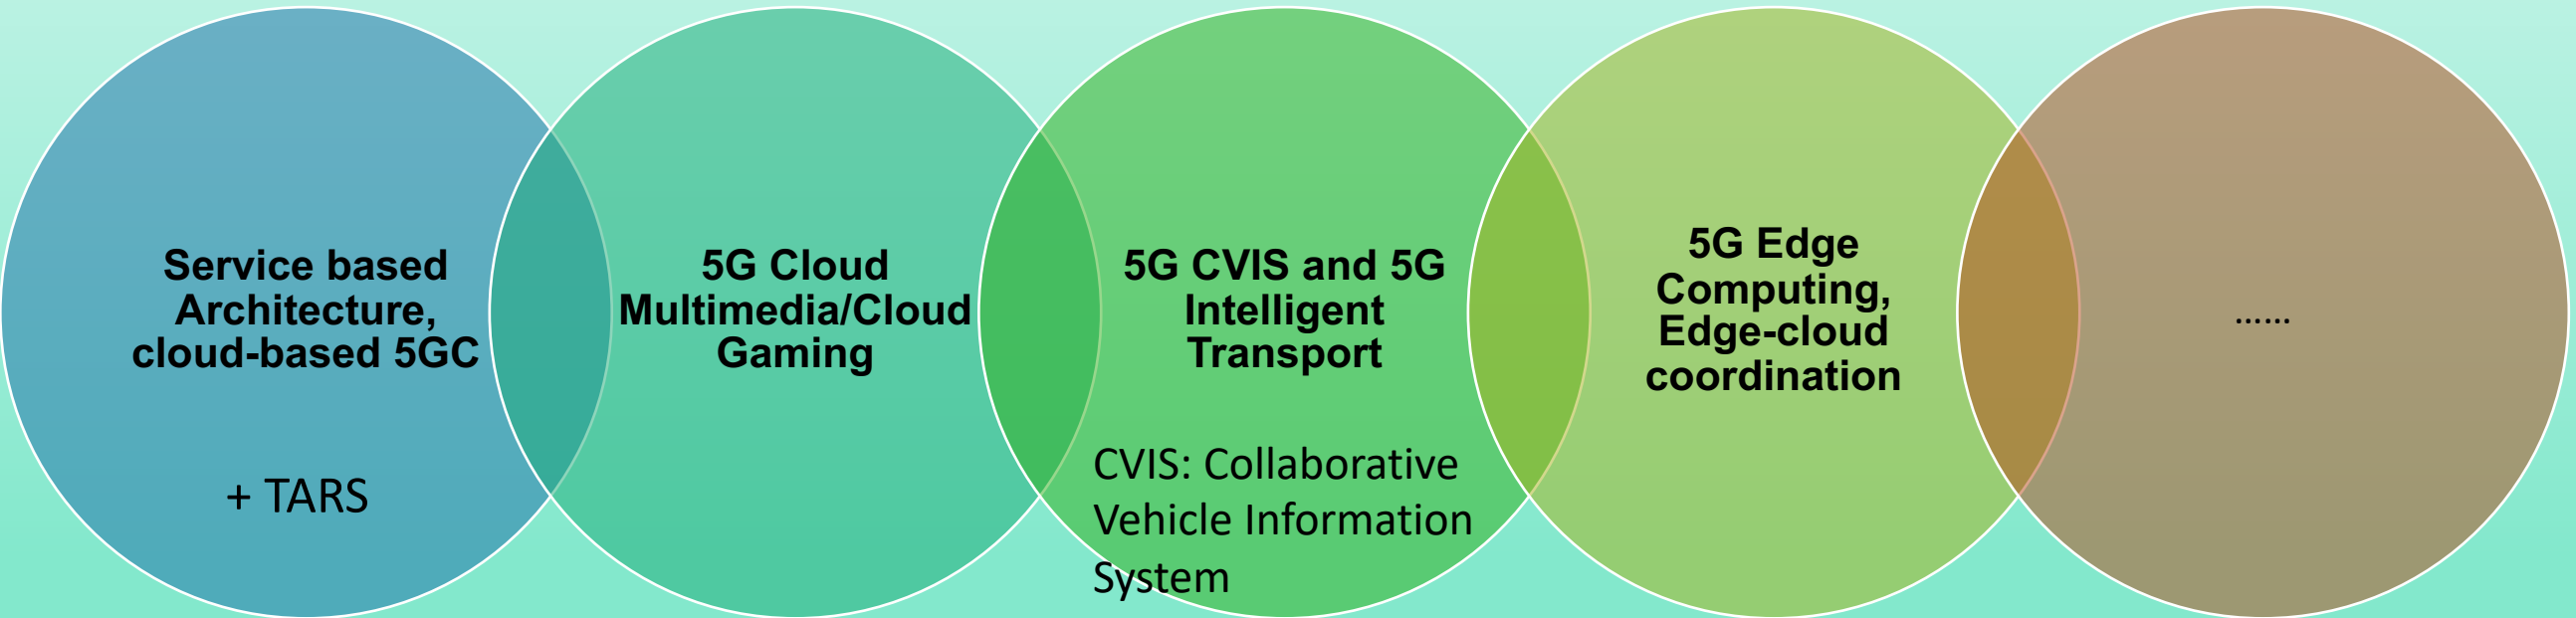 Service based
Architecture,
cloud-based 5GC
+ TARS
5G Cloud
Multimedia/Cloud
Gaming
5G CVIS and 5G
Intelligent
Transport
CVIS: Collaborative
Vehicle Information
System
5G Edge
Computing,
Edge-cloud
coordination
......